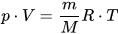 p · V = m/M R · T